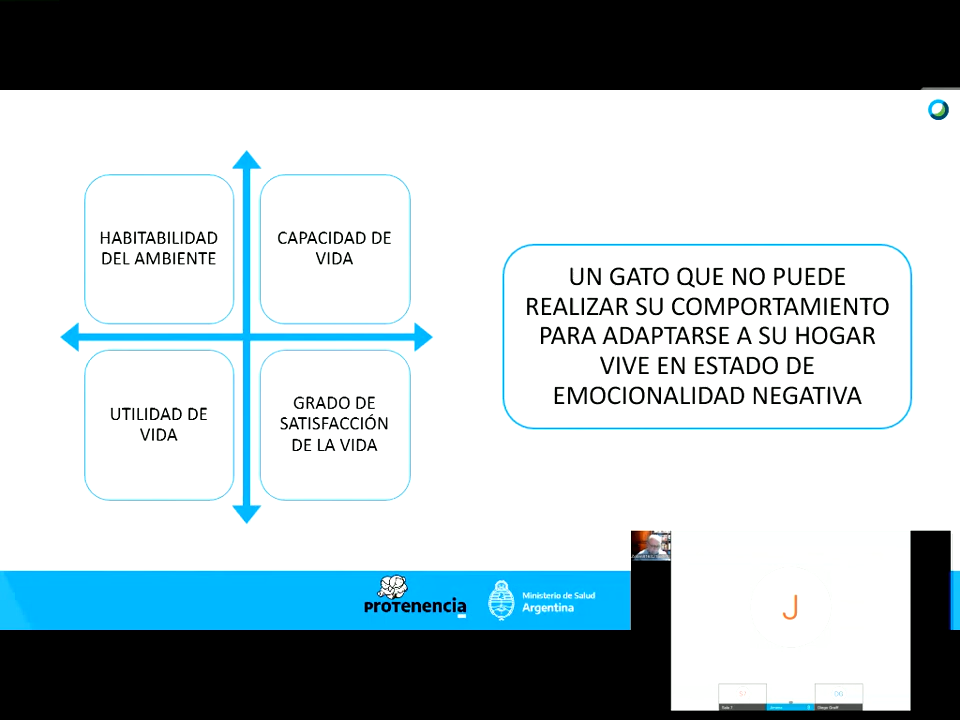 HABITABILIDAD
DEL AMBIENTE
CAPACIDAD DE
VIDA
UTILIDAD DE
VIDA
GRADO DE
SATISFACCIÓN
DE LA VIDA
UN GATO QUE NO PUEDE
REALIZAR SU COMPORTAMIENTO
PARA ADAPTARSE A SU HOGAR
VIVE EN ESTADO DE
EMOCIONALIDAD NEGATIVA
PROTenencia
Ministerio de Salud
Argentina
J
DG